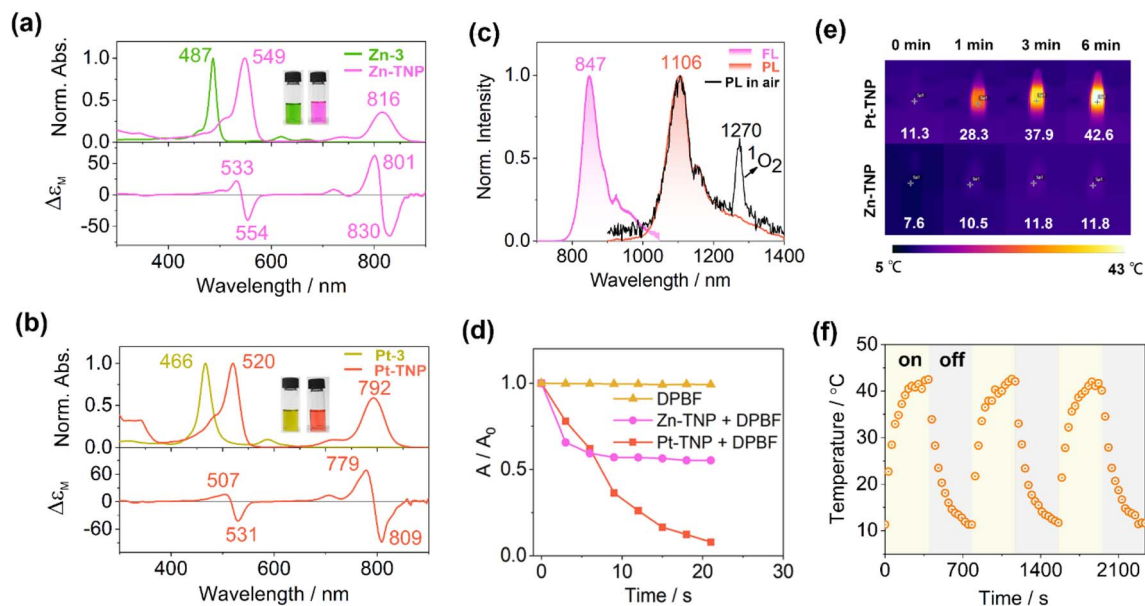 (a)
Norm. Abs.
1.0
0.5
0.0
487
549
816
Zn-3
Zn-TNP
Δε_M
50
0
-50
533
554
801
830
400
600
800
Wavelength / nm
(b)
Norm. Abs.
1.0
0.5
0.0
466
520
792
Pt-3
Pt-TNP
Δε_M
60
0
-60
507
531
779
809
400
600
800
Wavelength / nm
(c)
Norm. Intensity
1.0
0.5
0.0
847
1106
1270
¹O₂
FL
PL
PL in air
800
1000
1200
1400
Wavelength / nm
(d)
A / A₀
1.0
0.5
0.0
DPBF
Zn-TNP + DPBF
Pt-TNP + DPBF
0
10
20
30
Time / s
(e)
0 min 1 min 3 min 6 min
Pt-TNP
11.3 28.3 37.9 42.6
Zn-TNP
7.6 10.5 11.8 11.8
5 ℃ 43 ℃
(f)
Temperature / °C
50
40
30
20
10
on off
0 700 1400 2100
Time / s